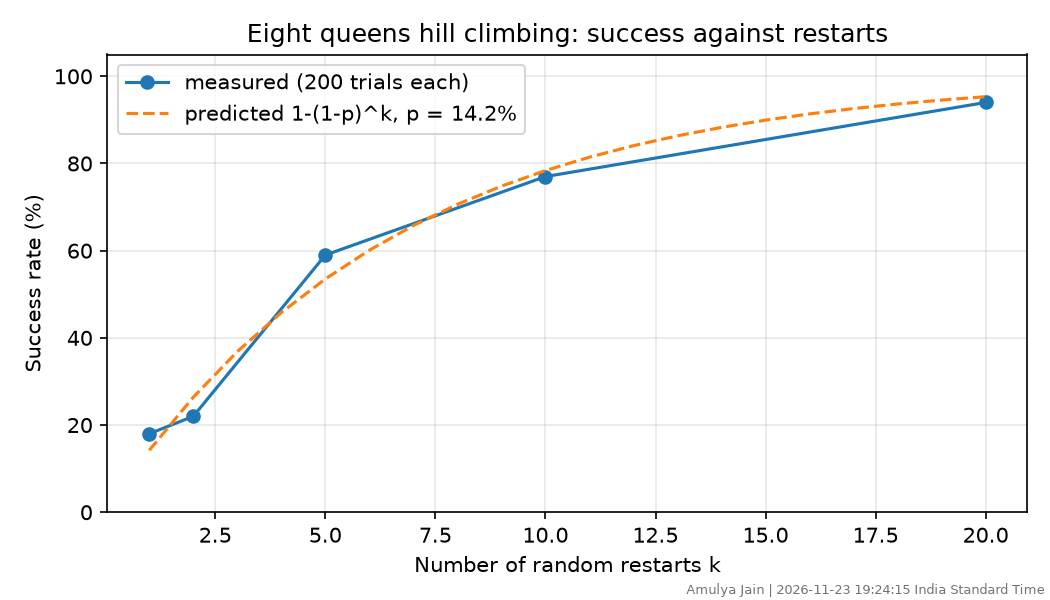 Eight queens hill climbing: success against restarts
measured (200 trials each)
predicted 1-(1-p)^k, p = 14.2%
100
80
60
40
20
0
Success rate (%)
2.5 5.0 7.5 10.0 12.5 15.0 17.5 20.0
Number of random restarts k
Amulya Jain | 2026-11-23 19:24:15 India Standard Time